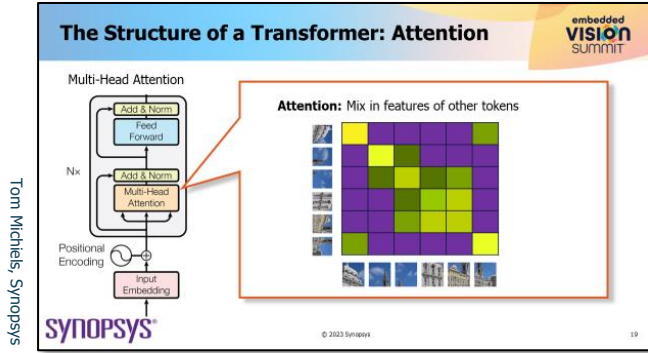 The Structure of a Transformer: Attention
embedded
VISION
SUMMIT
Multi-Head Attention
Add & Norm
Feed
Forward
Nx
Add & Norm
Multi-Head
Attention
Positional
Encoding
Input
Embedding
Attention: Mix in features of other tokens
SYNOPSYS®
© 2023 Synopsys
19
Tom Michiels, Synopsys